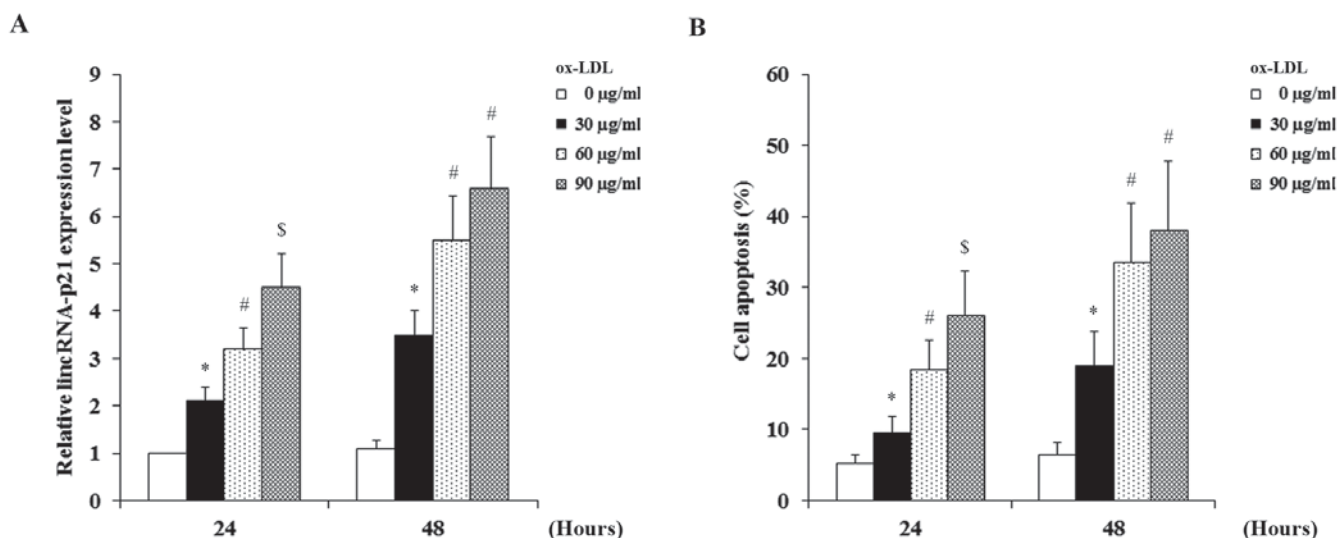 A
Relative lincRNA-p21 expression level
9
8
7
6
5
4
3
2
1
0
*
#
$
*
#
#
24
48
(Hours)
ox-LDL
0 µg/ml
30 µg/ml
60 µg/ml
90 µg/ml
B
Cell apoptosis (%)
60
50
40
30
20
10
0
*
#
$
*
#
#
24
48
(Hours)
ox-LDL
0 µg/ml
30 µg/ml
60 µg/ml
90 µg/ml